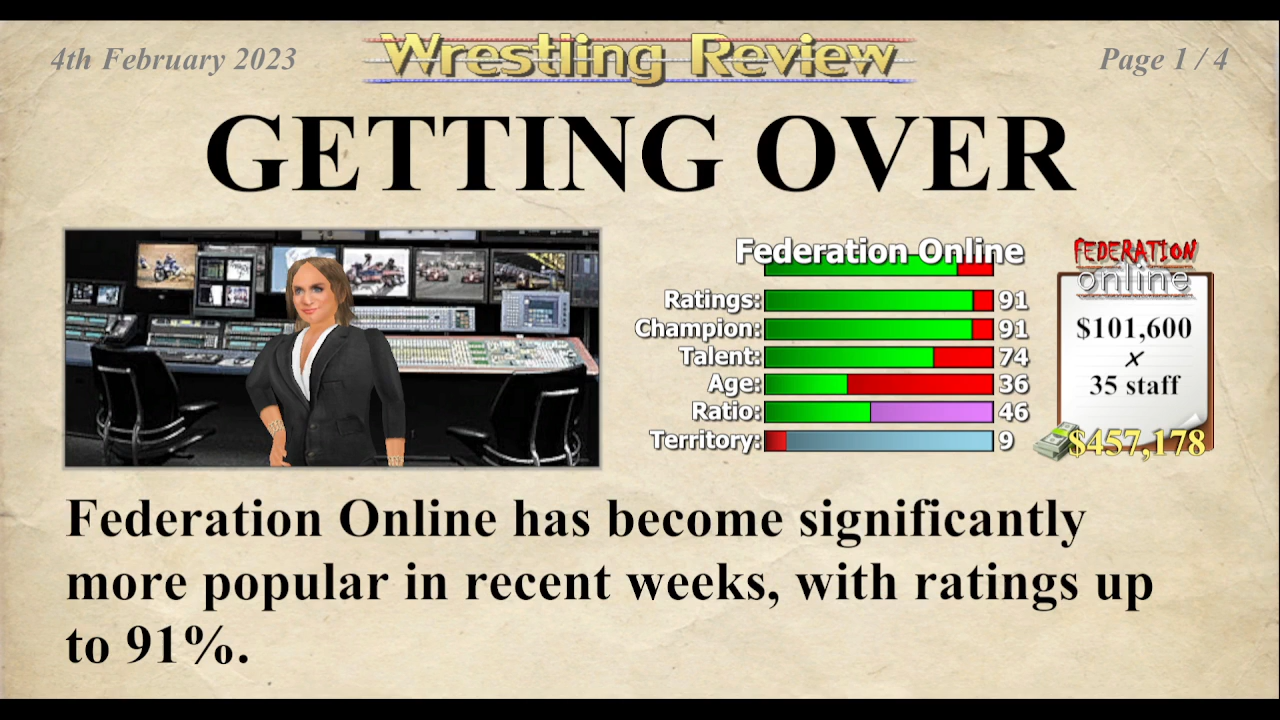 4th February 2023
Wrestling Review
Page 1 / 4
GETTING OVER
Federation Online
Ratings: 91
Champion: 91
Talent: 74
Age: 36
Ratio: 46
Territory: 9
FEDERATION
online
$101,600
x
35 staff
$457,178
Federation Online has become significantly
more popular in recent weeks, with ratings up
to 91%.